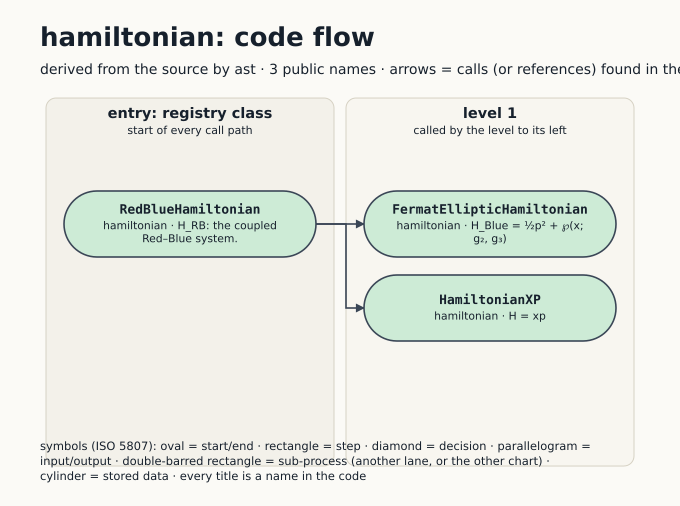 hamiltonian: code flow
derived from the source by ast · 3 public names · arrows = calls (or references) found in the
entry: registry class
start of every call path
level 1
called by the level to its left
RedBlueHamiltonian
hamiltonian · H_RB: the coupled
Red–Blue system.
FermatEllipticHamiltonian
hamiltonian · H_Blue = ½p² + ℘(x;
g₂, g₃)
HamiltonianXP
hamiltonian · H = xp
symbols (ISO 5807): oval = start/end · rectangle = step · diamond = decision · parallelogram =
input/output · double-barred rectangle = sub-process (another lane, or the other chart) ·
cylinder = stored data · every title is a name in the code